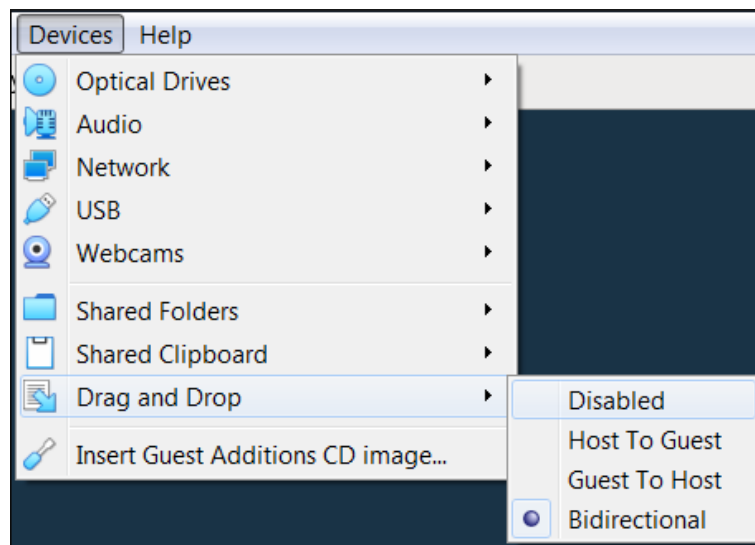 Devices Help
Optical Drives
Audio
Network
USB
Webcams
Shared Folders
Shared Clipboard
Drag and Drop
Insert Guest Additions CD image...
Disabled
Host To Guest
Guest To Host
Bidirectional